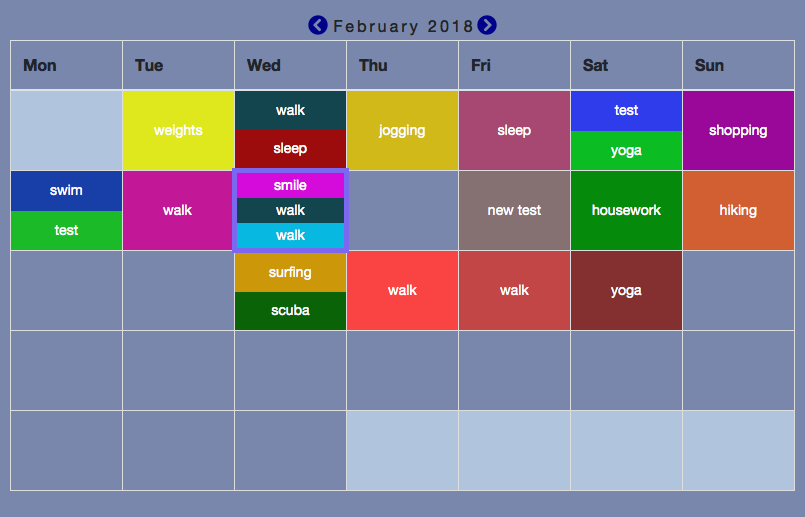 February 2018
Mon Tue Wed Thu Fri Sat Sun
weights
walk
sleep
jogging
sleep
test
yoga
shopping
swim
test
walk
smile
walk
walk
new test
housework
hiking
surfing
scuba
walk
walk
yoga